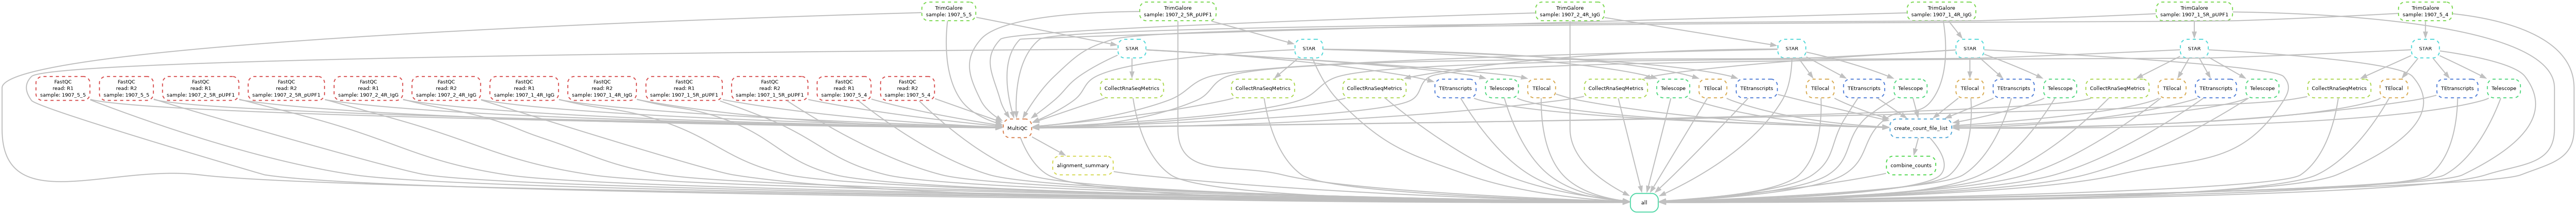 TrimGalore
sample: 1907_5_5
TrimGalore
sample: 1907_2_5R_pUPF1
TrimGalore
sample: 1907_2_4R_IgG
TrimGalore
sample: 1907_1_4R_IgG
TrimGalore
sample: 1907_1_5R_pUPF1
TrimGalore
sample: 1907_5_4
STAR
STAR
STAR
STAR
STAR
STAR
FastQC
read: R1
sample: 1907_5_5
FastQC
read: R2
sample: 1907_5_5
FastQC
read: R1
sample: 1907_2_5R_pUPF1
FastQC
read: R2
sample: 1907_2_5R_pUPF1
FastQC
read: R1
sample: 1907_2_4R_IgG
FastQC
read: R2
sample: 1907_2_4R_IgG
FastQC
read: R1
sample: 1907_1_4R_IgG
FastQC
read: R2
sample: 1907_1_4R_IgG
FastQC
read: R1
sample: 1907_1_5R_pUPF1
FastQC
read: R2
sample: 1907_1_5R_pUPF1
FastQC
read: R1
sample: 1907_5_4
FastQC
read: R2
sample: 1907_5_4
CollectRnaSeqMetrics
CollectRnaSeqMetrics
CollectRnaSeqMetrics
TEtranscripts
Telescope
TElocal
CollectRnaSeqMetrics
Telescope
TElocal
TEtranscripts
TElocal
TEtranscripts
Telescope
TElocal
TEtranscripts
Telescope
CollectRnaSeqMetrics
TElocal
TEtranscripts
Telescope
CollectRnaSeqMetrics
TElocal
TEtranscripts
Telescope
MultiQC
create_count_file_list
alignment_summary
combine_counts
all